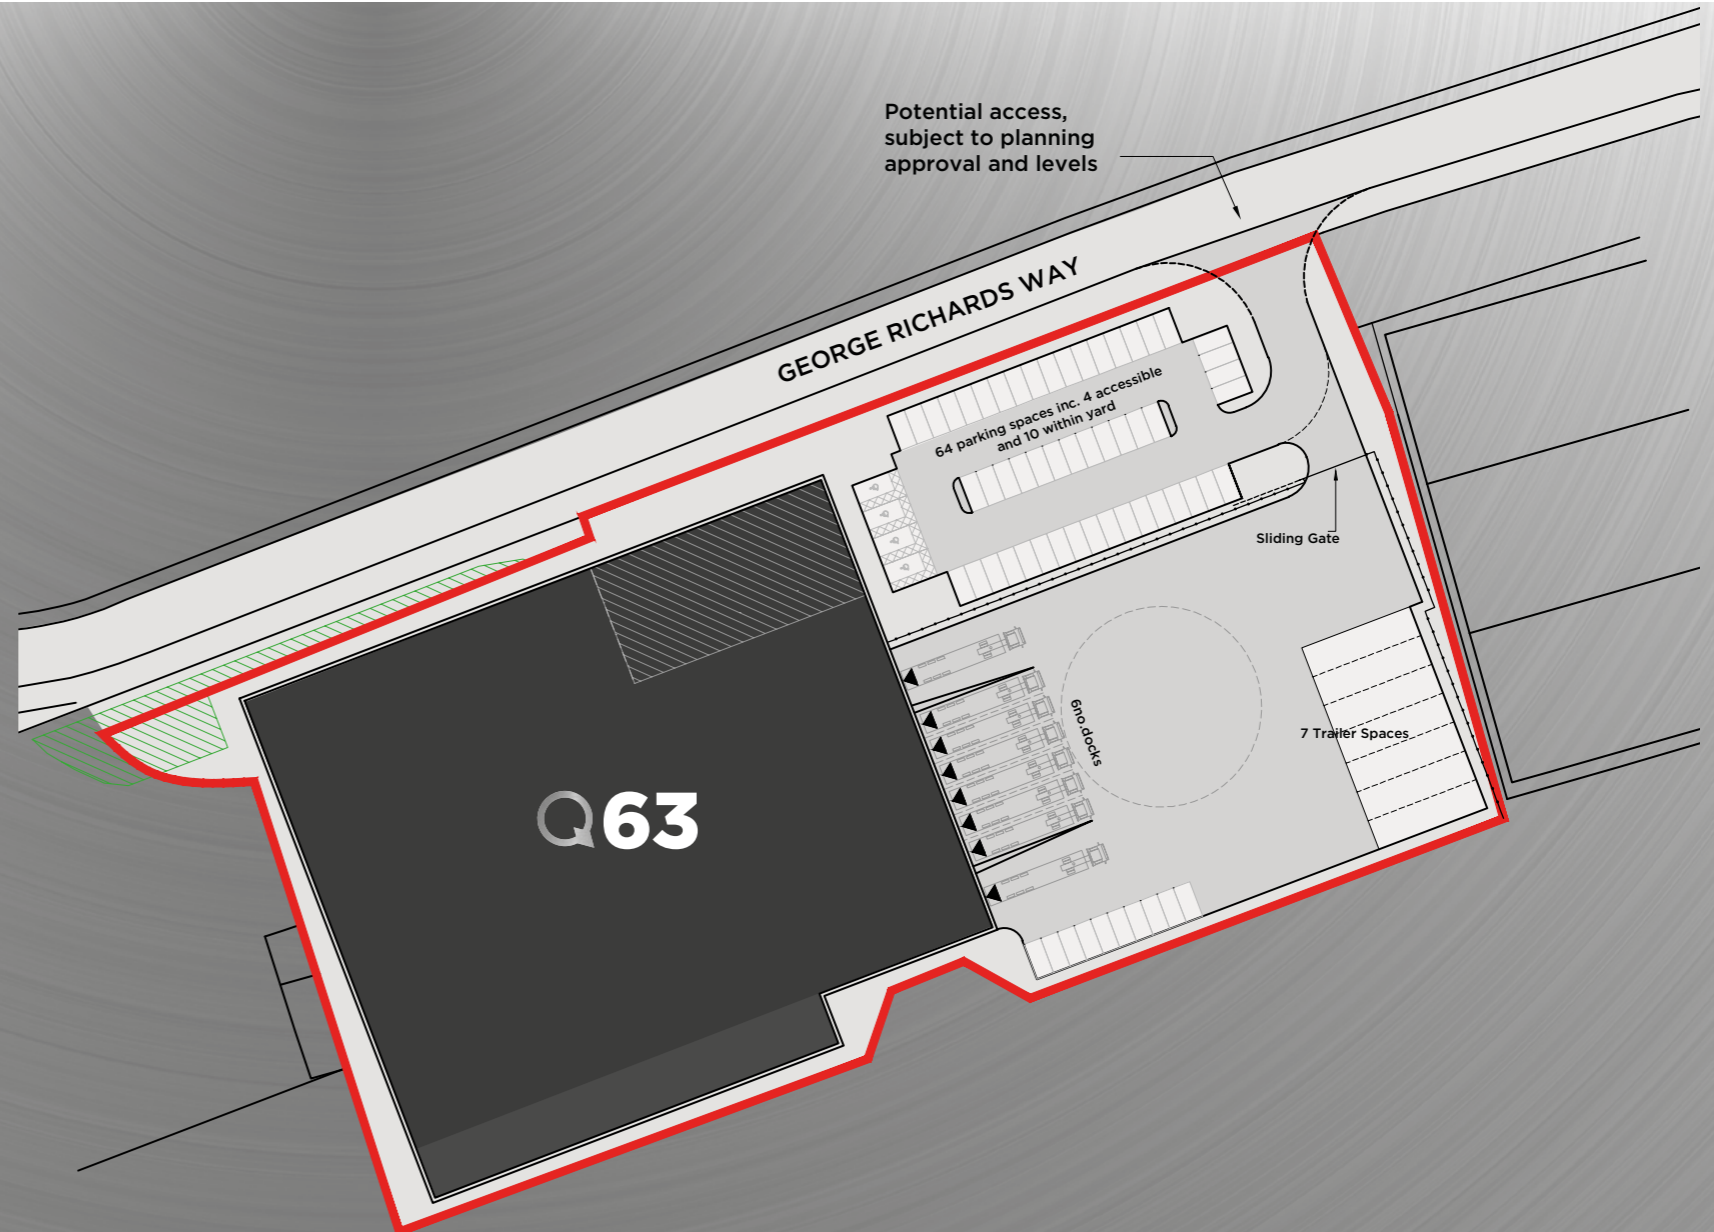 Potential access,
subject to planning
approval and levels
GEORGE RICHARDS WAY
64 parking spaces inc. 4 accessible
and 10 within yard
Sliding Gate
6no.docks
7 Trailer Spaces
Q63